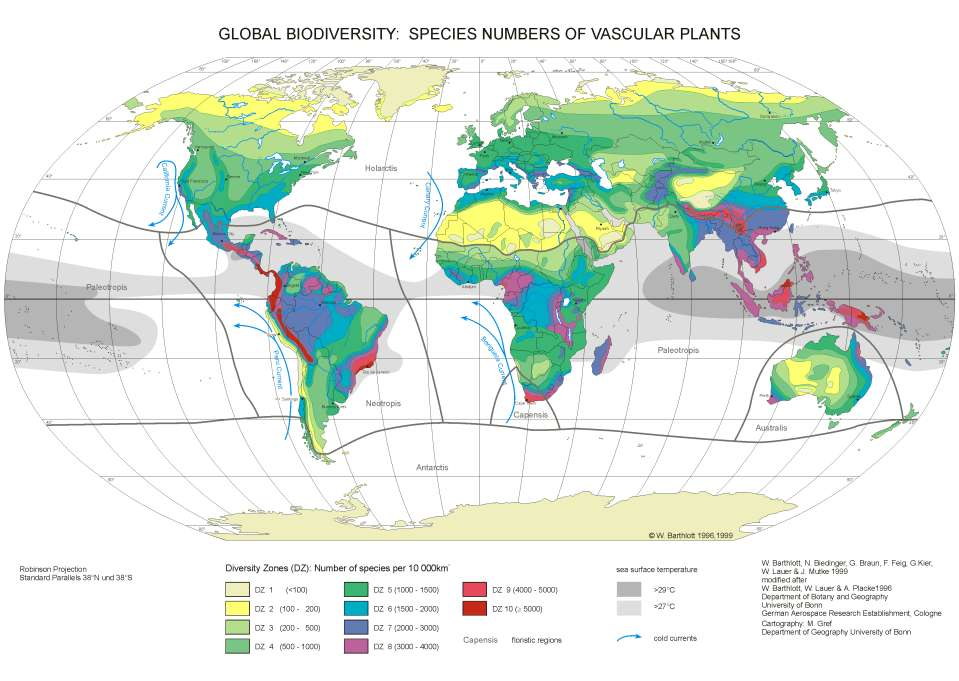 GLOBAL BIODIVERSITY: SPECIES NUMBERS OF VASCULAR PLANTS
Holarctis
California Current
Canary Current
Paleotropis
Peru Current
Benguela Current
Paleotropis
Neotropis
Capensis
Australis
Antarctis
© W. Barthlott 1996,1999
Robinson Projection
Standard Parallels 38°N und 38°S
Diversity Zones (DZ): Number of species per 10 000km²
DZ 1 (<100)
DZ 2 (100 - 200)
DZ 3 (200 - 500)
DZ 4 (500 - 1000)
DZ 5 (1000 - 1500)
DZ 6 (1500 - 2000)
DZ 7 (2000 - 3000)
DZ 8 (3000 - 4000)
DZ 9 (4000 - 5000)
DZ 10 (≥ 5000)
Capensis floristic regions
sea surface temperature
>29°C
>27°C
cold currents
W. Barthlott, N. Biedinger, G. Braun, F. Feig, G.Kier,
W. Lauer & J. Mutke 1999
modified after
W. Barthlott, W. Lauer & A. Placke1996
Department of Botany and Geography
University of Bonn
German Aerospace Research Establishment, Cologne
Cartography: M. Gref
Department of Geography University of Bonn